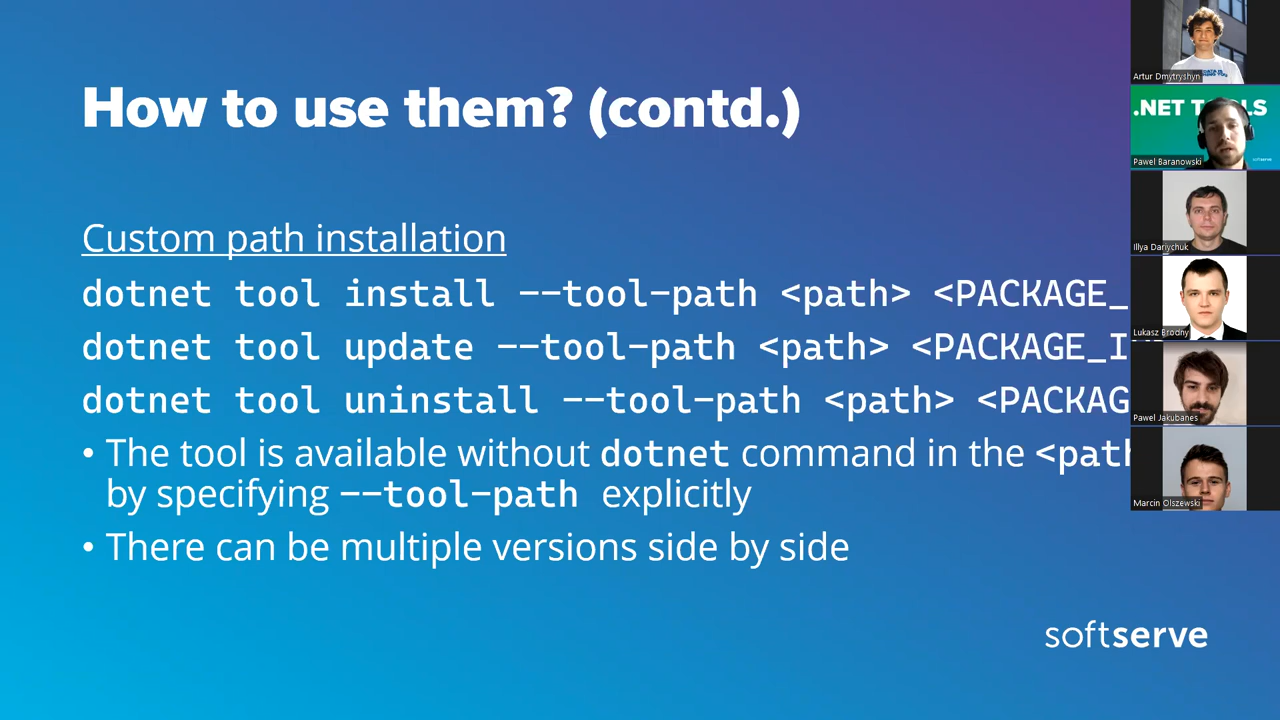 How to use them? (contd.)
Custom path installation
dotnet tool install --tool-path <path> <PACKAGE_
dotnet tool update --tool-path <path> <PACKAGE_I
dotnet tool uninstall --tool-path <path> <PACKAG
• The tool is available without dotnet command in the <path
by specifying --tool-path explicitly
• There can be multiple versions side by side
softserve
Artur Dmytryshyn
.NET T LS
Pawel Baranowski
Illya Dariychuk
Lukasz Brodny
Pawel Jakubanes
Marcin Olszewski